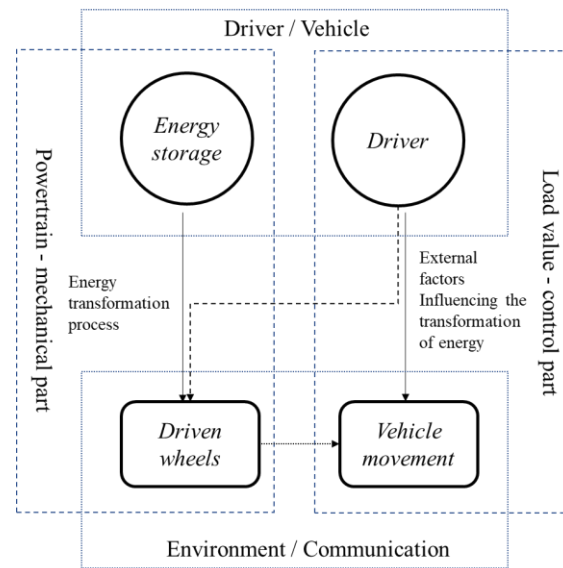 Driver / Vehicle
Energy
storage
Driver
Powertrain - mechanical part
Load value - control part
Energy
transformation
process
External
factors
Influencing the
transformation
of energy
Driven
wheels
Vehicle
movement
Environment / Communication